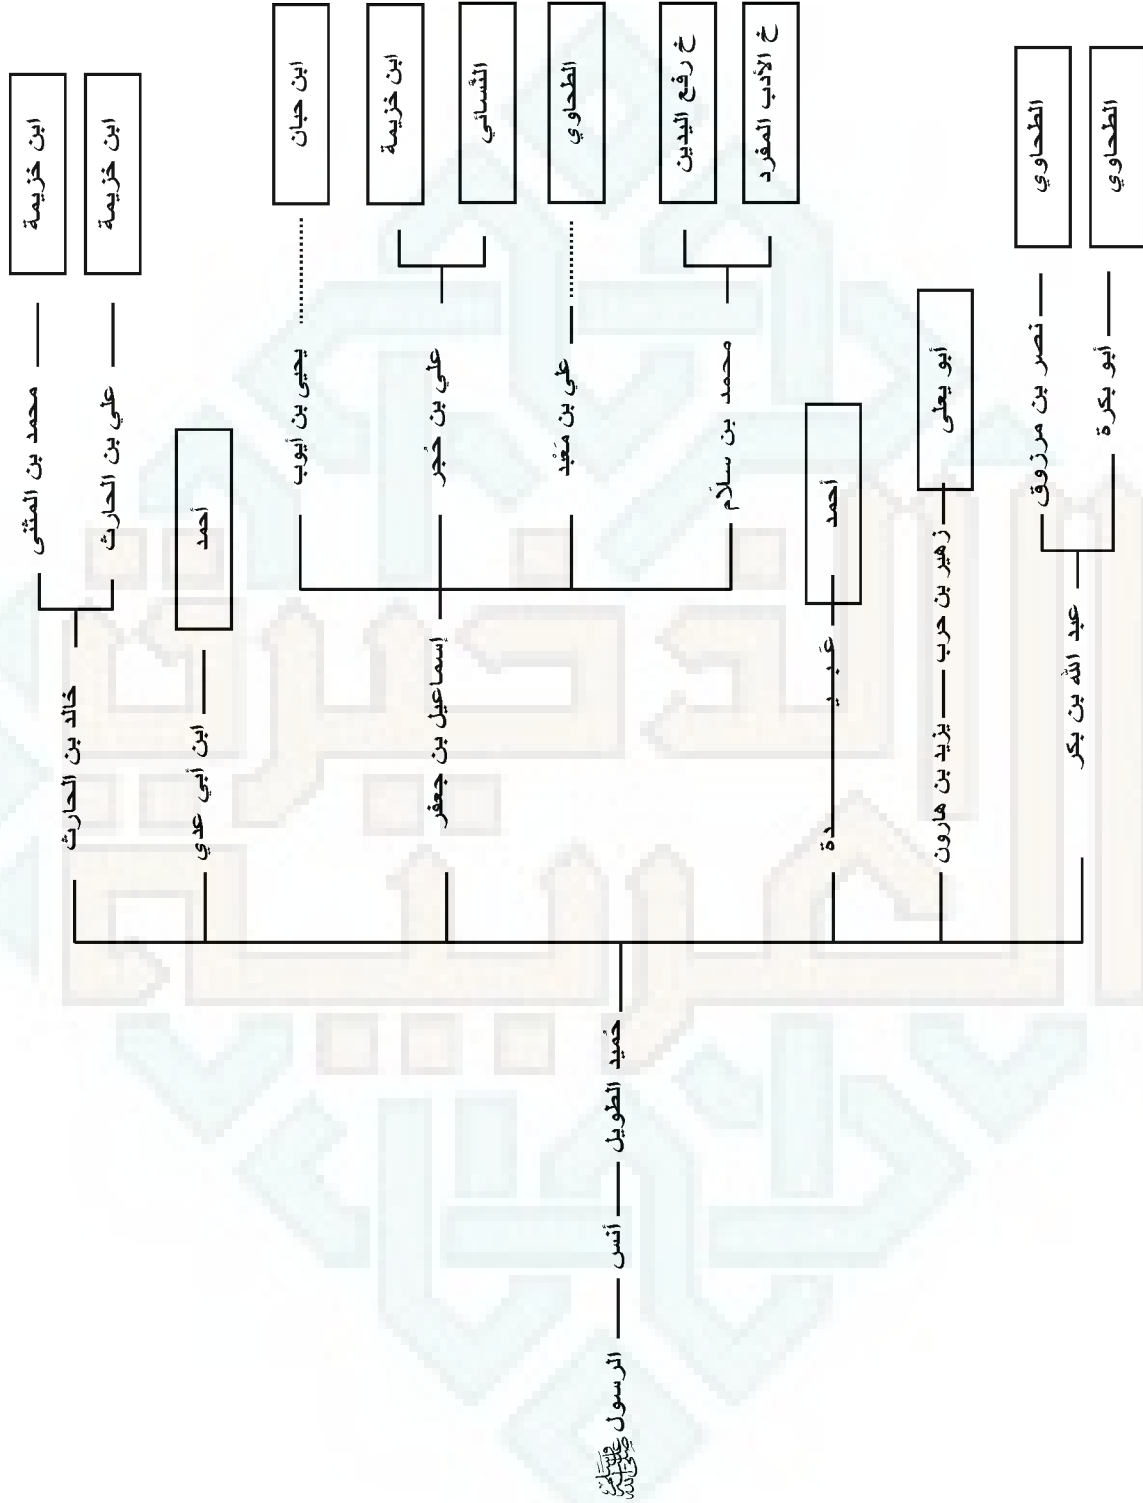 ابن خزيمة
محمد بن المثنى
ابن خزيمة
علي بن الحارث
خالد بن الحارث
أحمد
ابن أبي عدي
ابن حبان
يحيى بن أيوب
ابن خزيمة
النَّسائي
علي بن حُجر
الطحاوي
علي بن مَعْبد
خ رفع اليدين
خ الأدب المفرد
محمد بن سلاَم
إسماعيل بن جعفر
أحمد
عَبيدة
أبو يعلى
زهير بن حرب
يزيد بن هارون
الطحاوي
نصر بن مرزوق
الطحاوي
أبو بكرة
عبد الله بن بكر
حُميد الطويل
أنس
الرسول ﷺ
الدرر
العربية